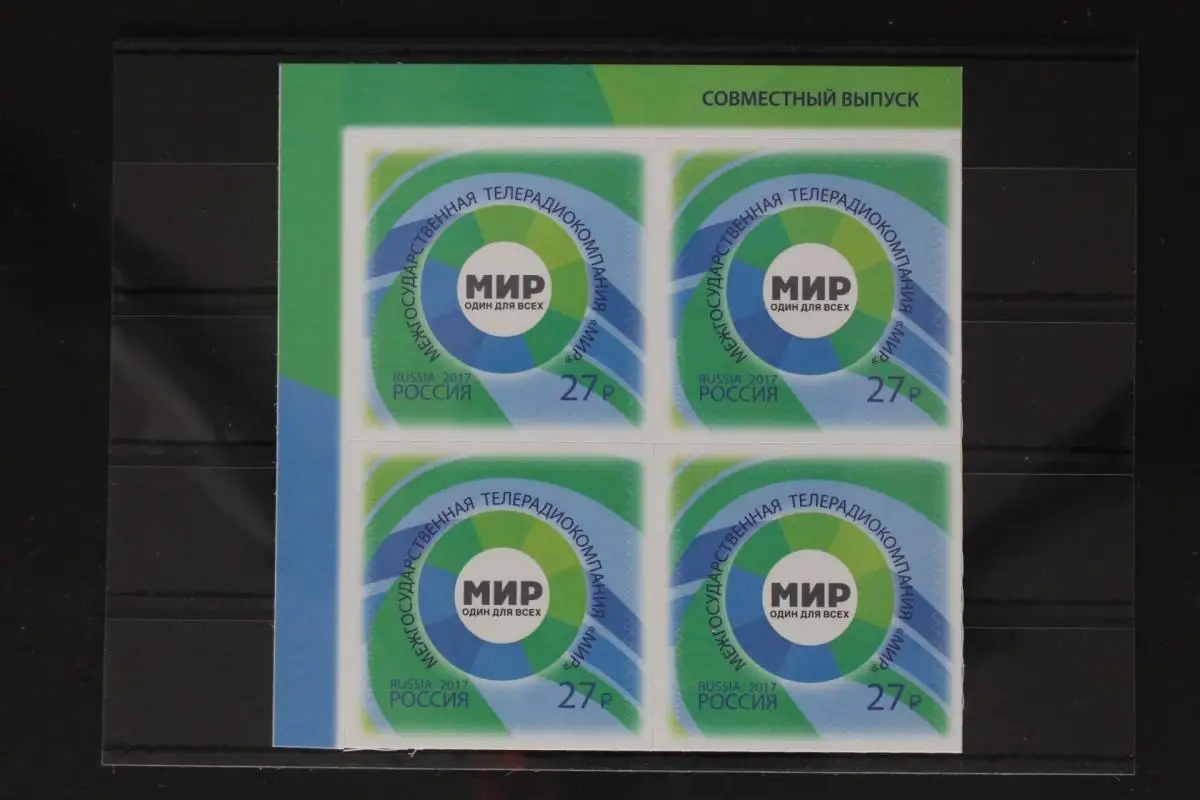 СОВМЕСТНЫЙ ВЫПУСК
МЕЖГОСУДАРСТВЕННАЯ ТЕЛЕРАДИОКОМПАНИЯ «МИР»
МИР
ОДИН ДЛЯ ВСЕХ
RUSSIA 2017
РОССИЯ
27 ₽
МЕЖГОСУДАРСТВЕННАЯ ТЕЛЕРАДИОКОМПАНИЯ «МИР»
МИР
ОДИН ДЛЯ ВСЕХ
RUSSIA 2017
РОССИЯ
27 ₽
МЕЖГОСУДАРСТВЕННАЯ ТЕЛЕРАДИОКОМПАНИЯ «МИР»
МИР
ОДИН ДЛЯ ВСЕХ
RUSSIA 2017
РОССИЯ
27 ₽
МЕЖГОСУДАРСТВЕННАЯ ТЕЛЕРАДИОКОМПАНИЯ «МИР»
МИР
ОДИН ДЛЯ ВСЕХ
RUSSIA 2017
РОССИЯ
27 ₽